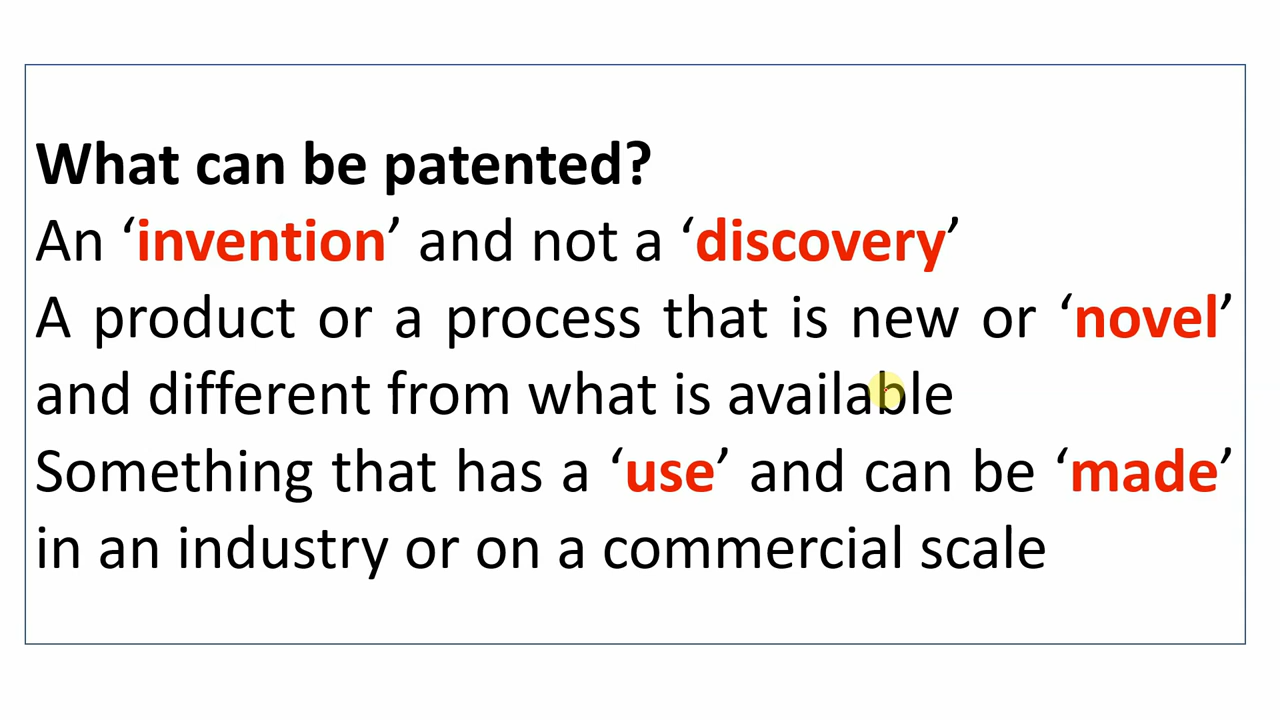 What can be patented?
An ‘invention’ and not a ‘discovery’
A product or a process that is new or ‘novel’
and different from what is available
Something that has a ‘use’ and can be ‘made’
in an industry or on a commercial scale